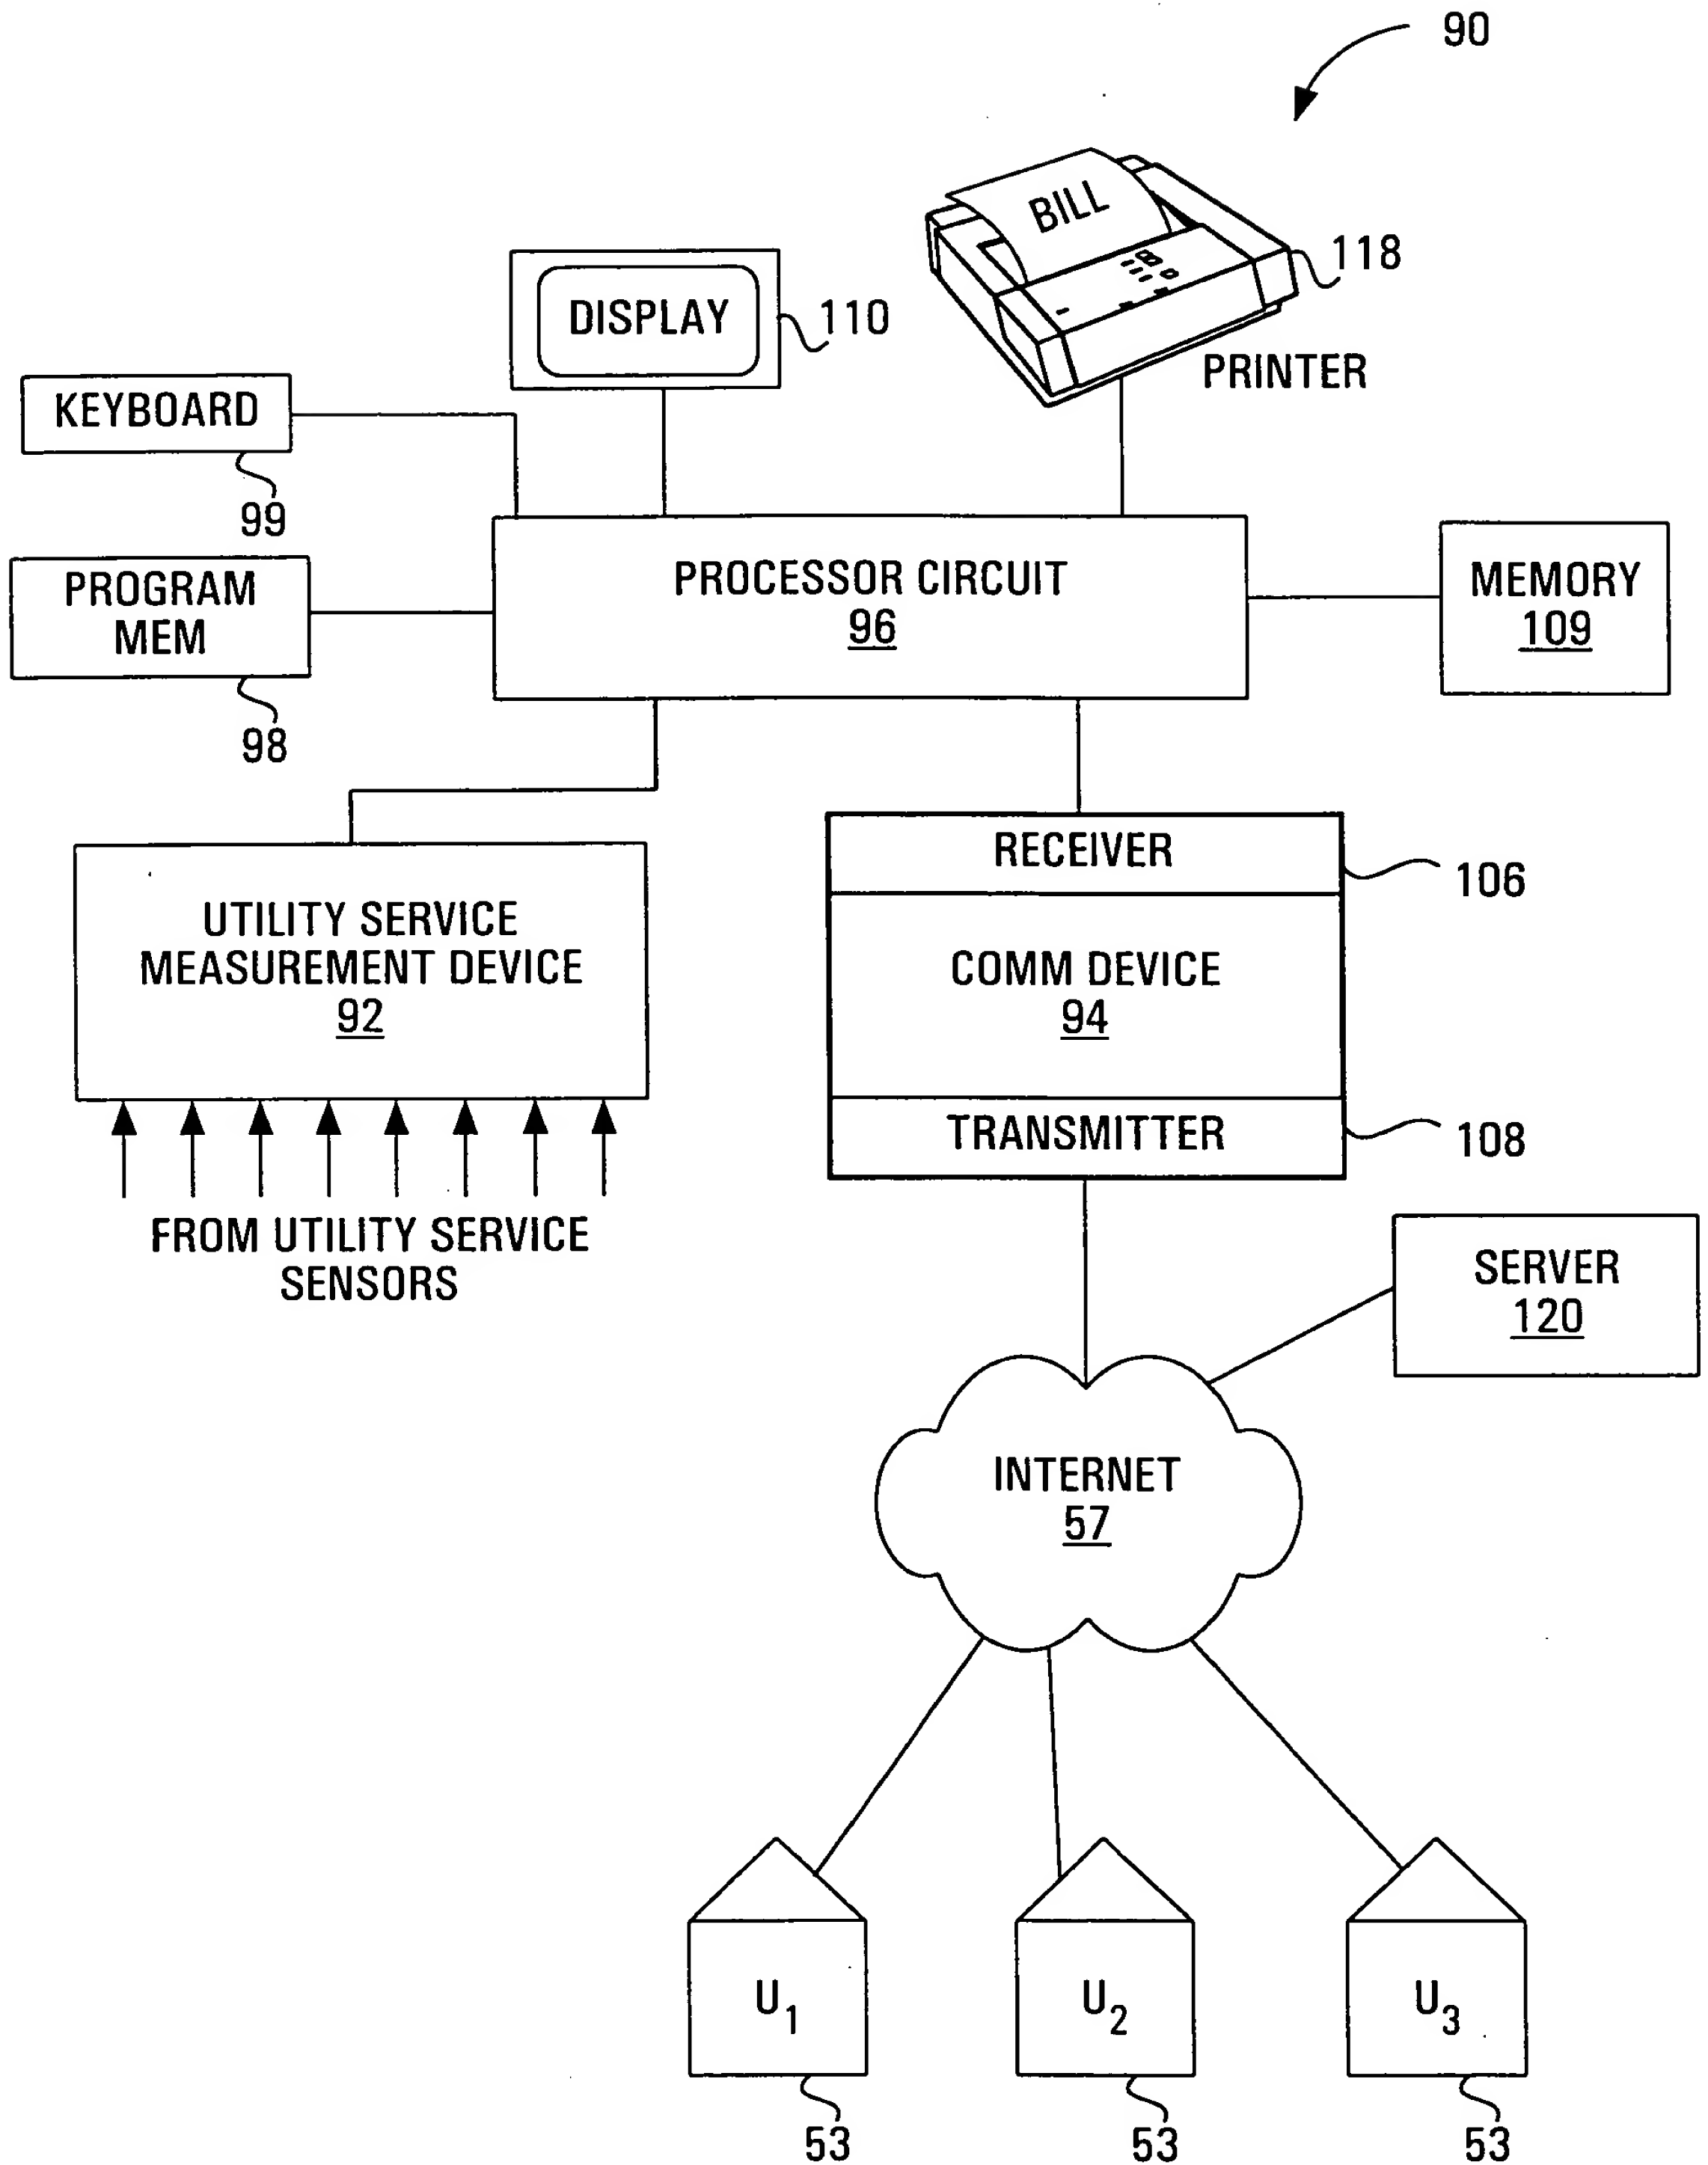 90
BILL
118
DISPLAY
110
PRINTER
KEYBOARD
99
PROGRAM
MEM
98
PROCESSOR CIRCUIT
96
MEMORY
109
RECEIVER
106
UTILITY SERVICE
MEASUREMENT DEVICE
92
COMM DEVICE
94
TRANSMITTER
108
FROM UTILITY SERVICE
SENSORS
SERVER
120
INTERNET
57
U1
U2
U3
53
53
53